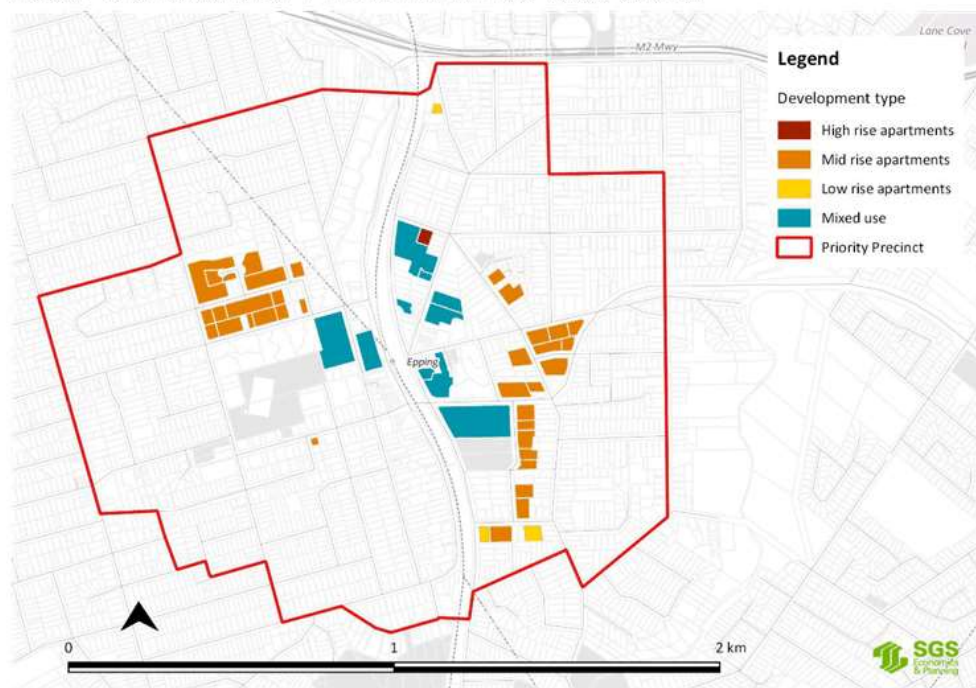 M2 Mwy
Lane Cove
Legend
Development type
High rise apartments
Mid rise apartments
Low rise apartments
Mixed use
Priority Precinct
Epping
0
1
2 km
SGS
Economics
& Planning